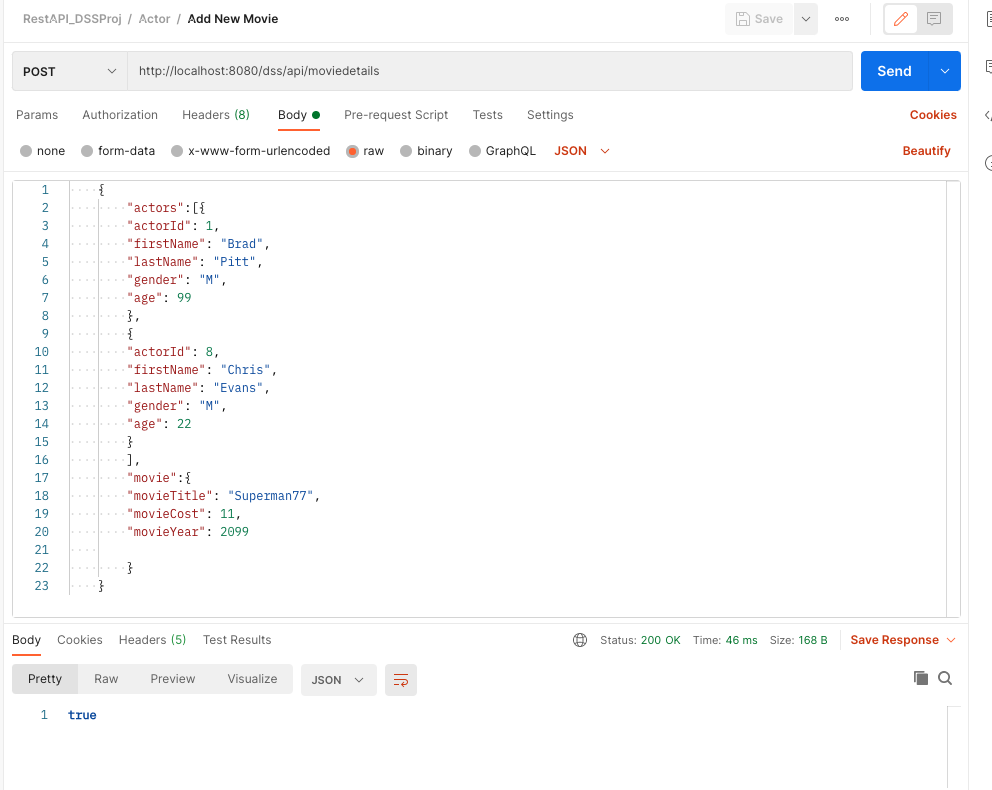 RestAPI_DSSProj / Actor / Add New Movie Save
POST http://localhost:8080/dss/api/moviedetails Send
Params Authorization Headers (8) Body Pre-request Script Tests Settings Cookies
none form-data x-www-form-urlencoded raw binary GraphQL JSON Beautify
1 {
2 "actors":[{
3 "actorId": 1,
4 "firstName": "Brad",
5 "lastName": "Pitt",
6 "gender": "M",
7 "age": 99
8 },
9 {
10 "actorId": 8,
11 "firstName": "Chris",
12 "lastName": "Evans",
13 "gender": "M",
14 "age": 22
15 }
16 ],
17 "movie":{
18 "movieTitle": "Superman77",
19 "movieCost": 11,
20 "movieYear": 2099
21
22 }
23 }
Body Cookies Headers (5) Test Results Status: 200 OK Time: 46 ms Size: 168 B Save Response
Pretty Raw Preview Visualize JSON
1 true